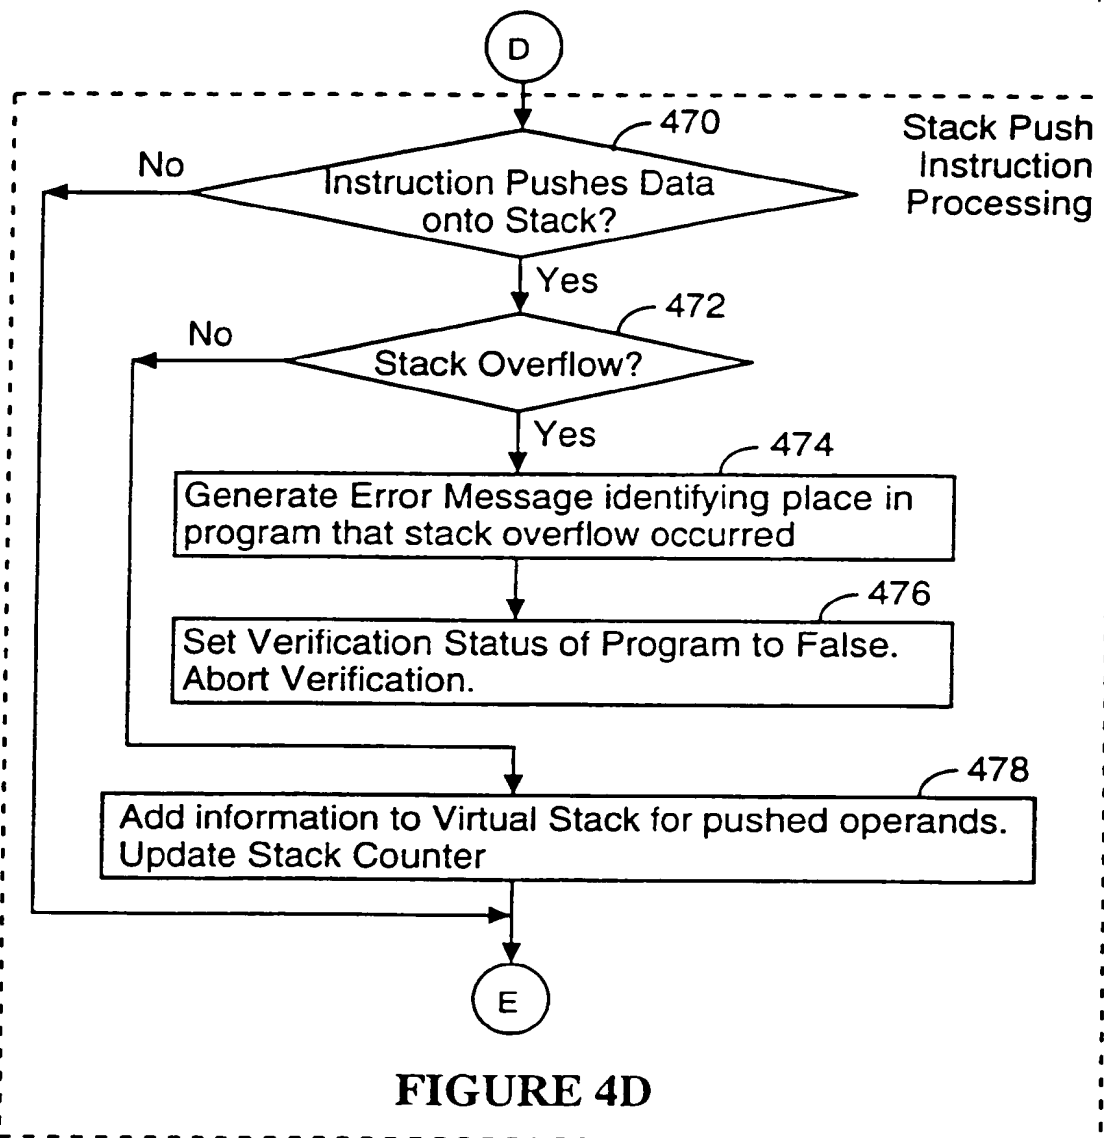 D
470
Stack Push
Instruction
Processing
No
Instruction Pushes Data
onto Stack?
Yes
472
No
Stack Overflow?
Yes
474
Generate Error Message identifying place in
program that stack overflow occurred
476
Set Verification Status of Program to False.
Abort Verification.
478
Add information to Virtual Stack for pushed operands.
Update Stack Counter
E
FIGURE 4D